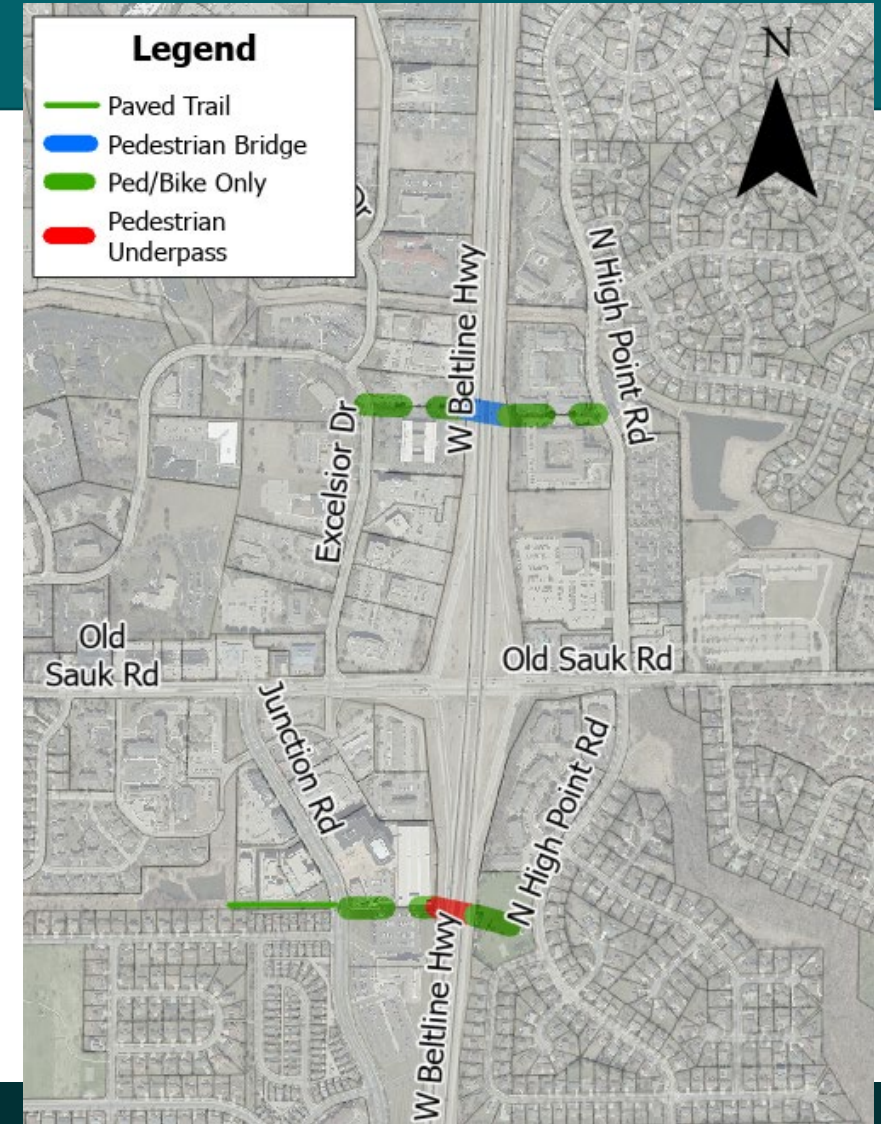 Legend
Paved Trail
Pedestrian Bridge
Ped/Bike Only
Pedestrian
Underpass
N
Dr
N High Point Rd
W Beltline Hwy
Excelsior Dr
Old
Sauk Rd
Old Sauk Rd
Junction Rd
N High Point Rd
W Beltline Hwy